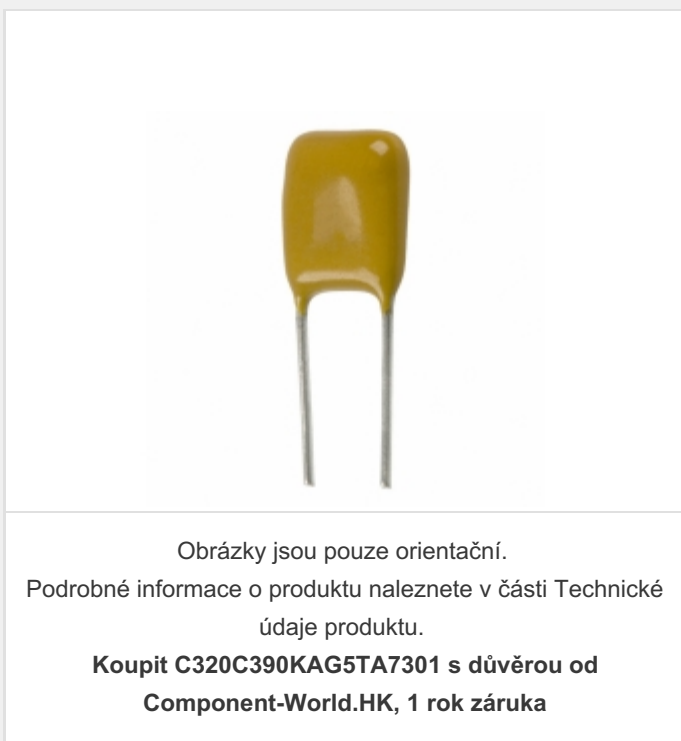 Obrázky jsou pouze orientační.
Podrobné informace o produktu naleznete v části Technické
údaje produktu.
Koupit C320C390KAG5TA7301 s důvěrou od
Component-World.HK, 1 rok záruka